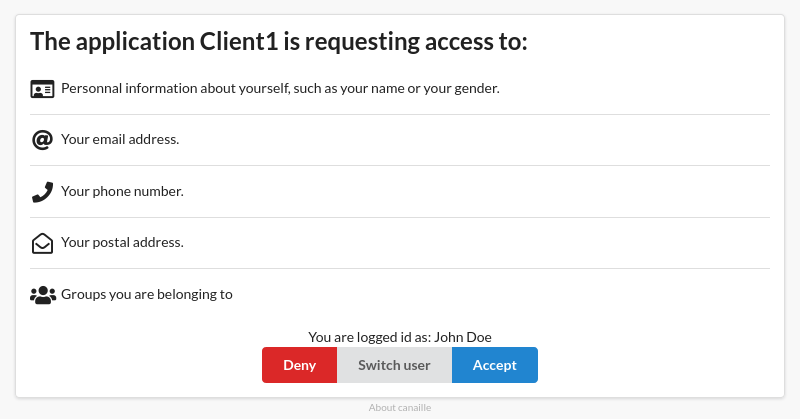 The application Client1 is requesting access to:
Personnal information about yourself, such as your name or your gender.
Your email address.
Your phone number.
Your postal address.
Groups you are belonging to
You are logged id as: John Doe
Deny Switch user Accept
About canaille